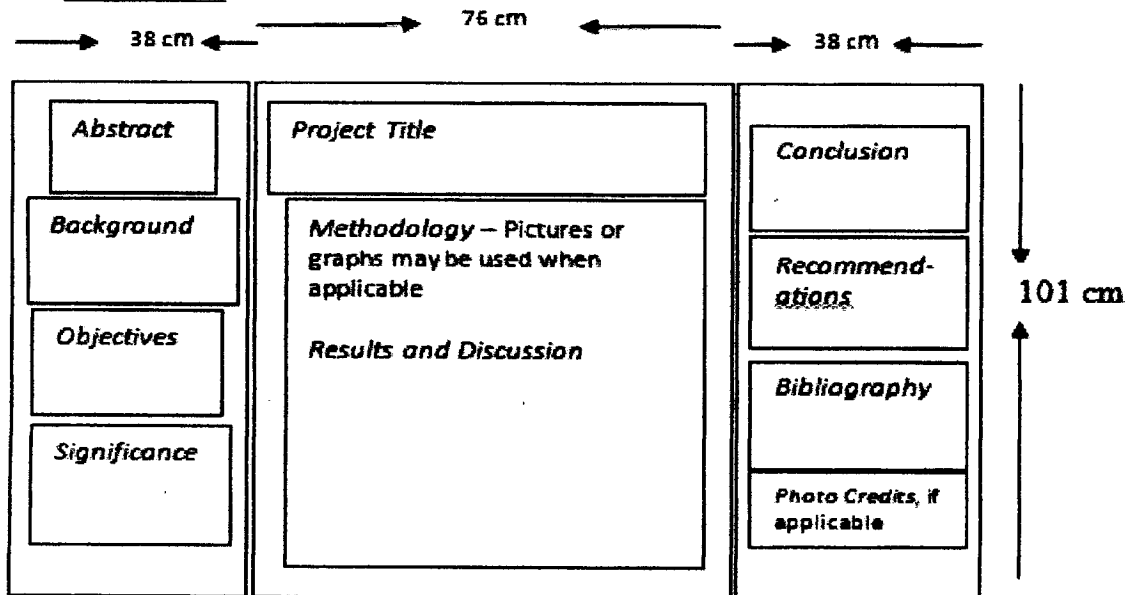 76 cm
38 cm
38 cm
Abstract
Background
Objectives
Significance
Project Title
Methodology – Pictures or
graphs may be used when
applicable
Results and Discussion
Conclusion
Recommend-
ations
Bibliography
Photo Credits, if
applicable
101 cm